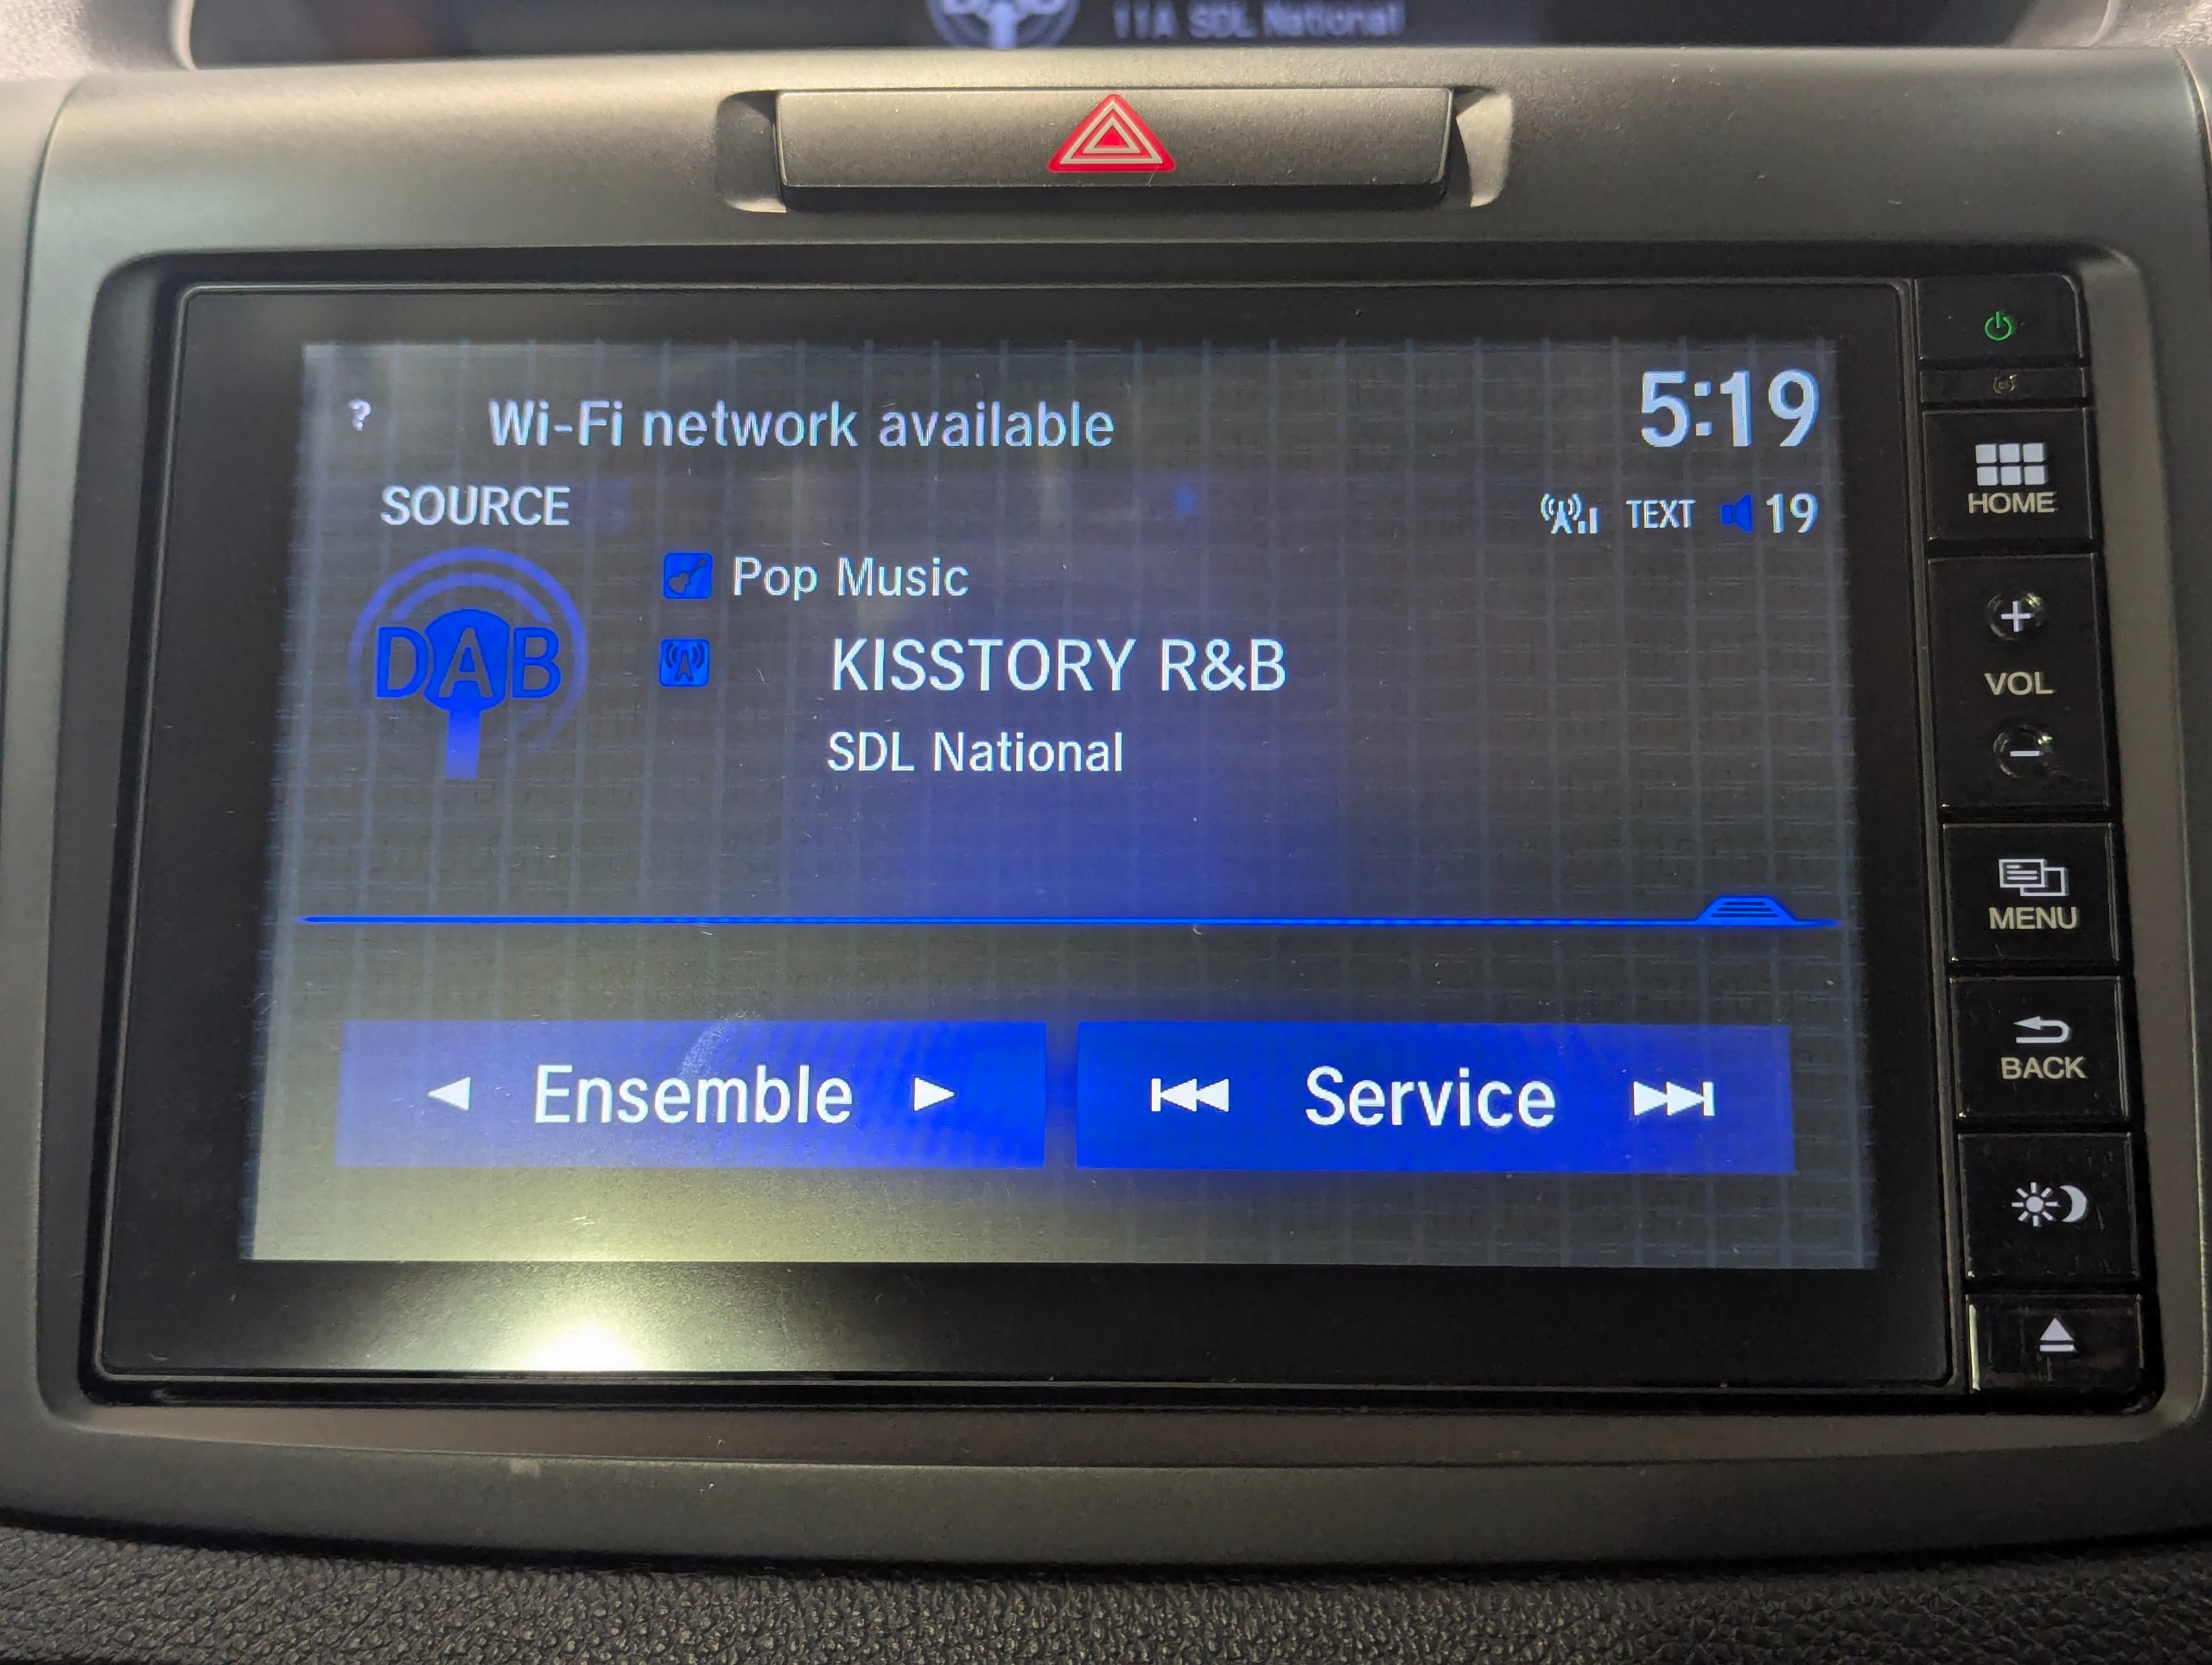 DAB
11A SDL National
? Wi-Fi network available 5:19
SOURCE
TEXT 19
DAB
Pop Music
KISSTORY R&B
SDL National
Ensemble
Service
HOME
+
VOL
−
MENU
BACK